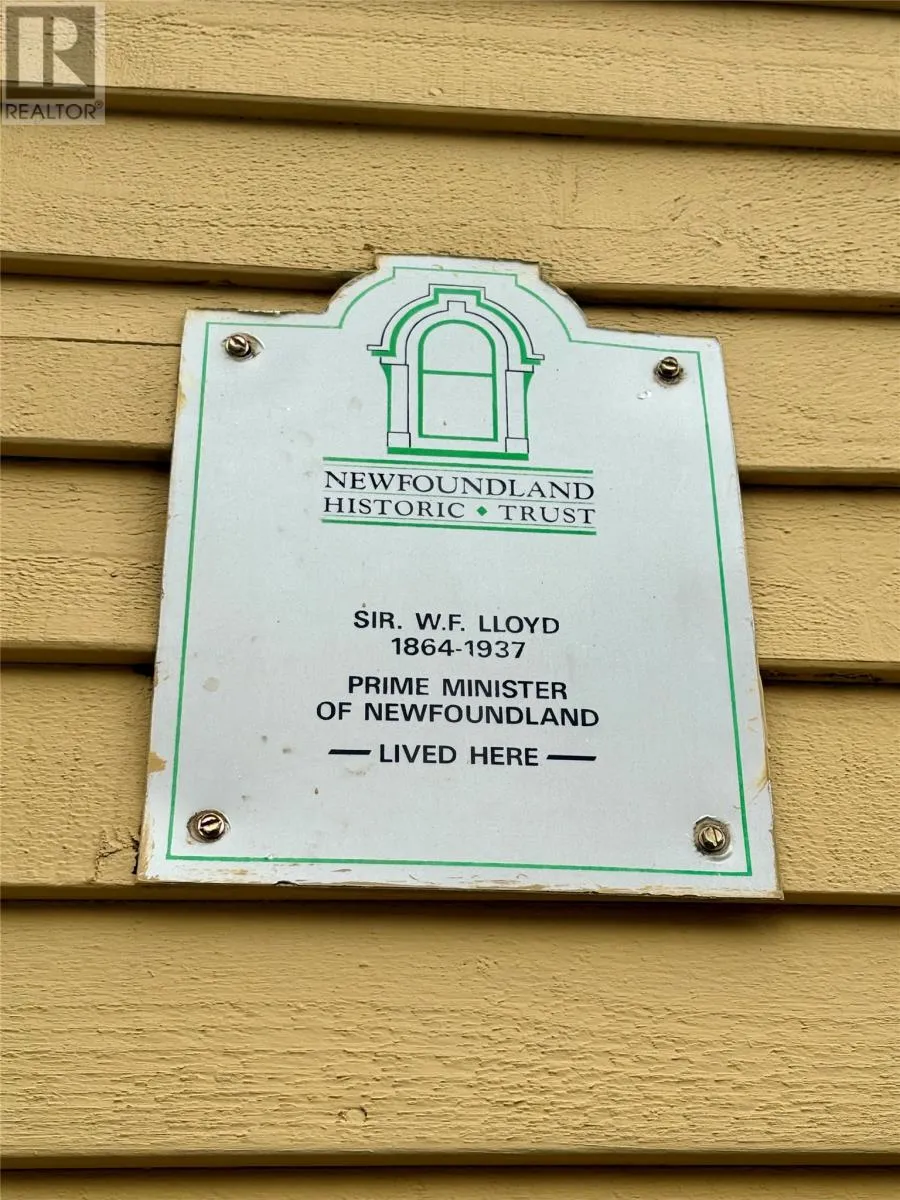 R
REALTOR®
NEWFOUNDLAND
HISTORIC ◆ TRUST
SIR. W.F. LLOYD
1864-1937
PRIME MINISTER
OF NEWFOUNDLAND
— LIVED HERE —